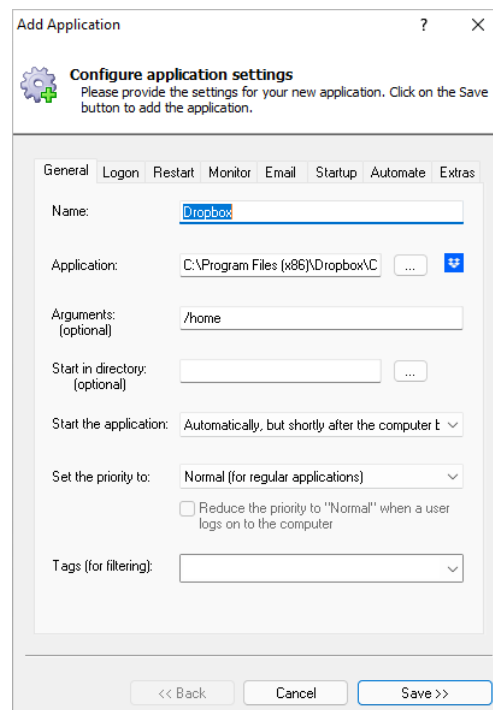 Add Application
?
Configure application settings
Please provide the settings for your new application. Click on the Save
button to add the application.
General Logon Restart Monitor Email Startup Automate Extras
Name: Dropbox
Application: C:\Program Files (x86)\Dropbox\C ...
Arguments: /home
(optional)
Start in directory: ...
(optional)
Start the application: Automatically, but shortly after the computer b
Set the priority to: Normal (for regular applications)
Reduce the priority to "Normal" when a user
logs on to the computer
Tags (for filtering):
<< Back Cancel Save >>